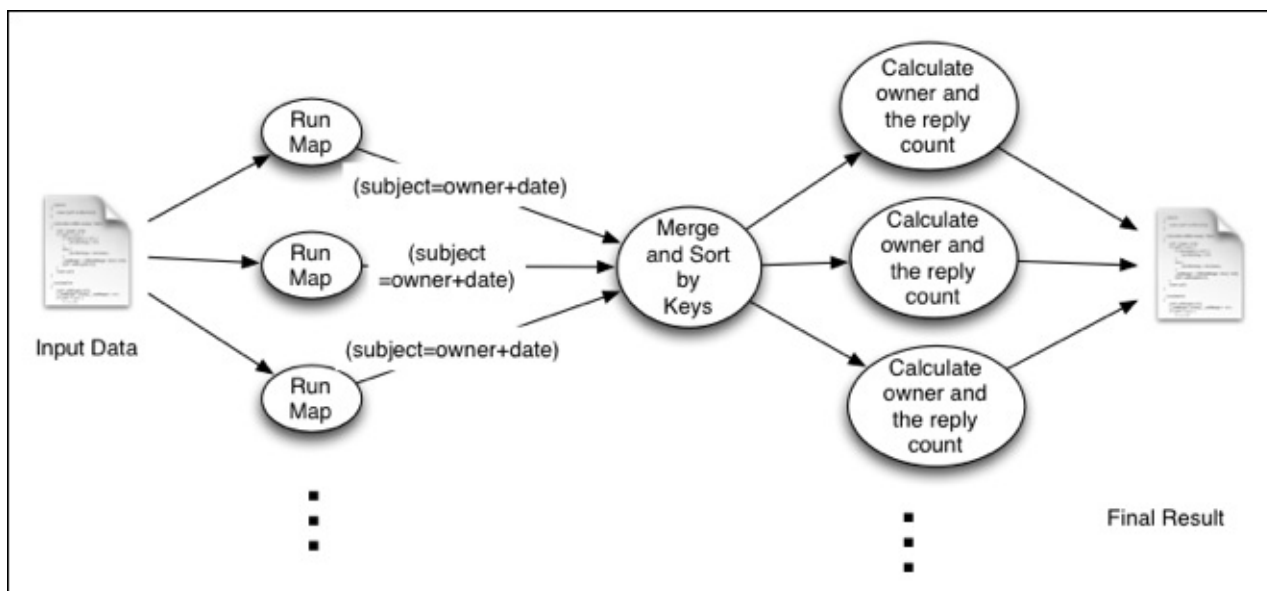 Run
Map
(subject=owner+date)
Input Data
Run
Map
(subject
=owner+date)
Run
Map
(subject=owner+date)
Merge
and Sort
by
Keys
Calculate
owner and
the reply
count
Calculate
owner and
the reply
count
Calculate
owner and
the reply
count
Final Result